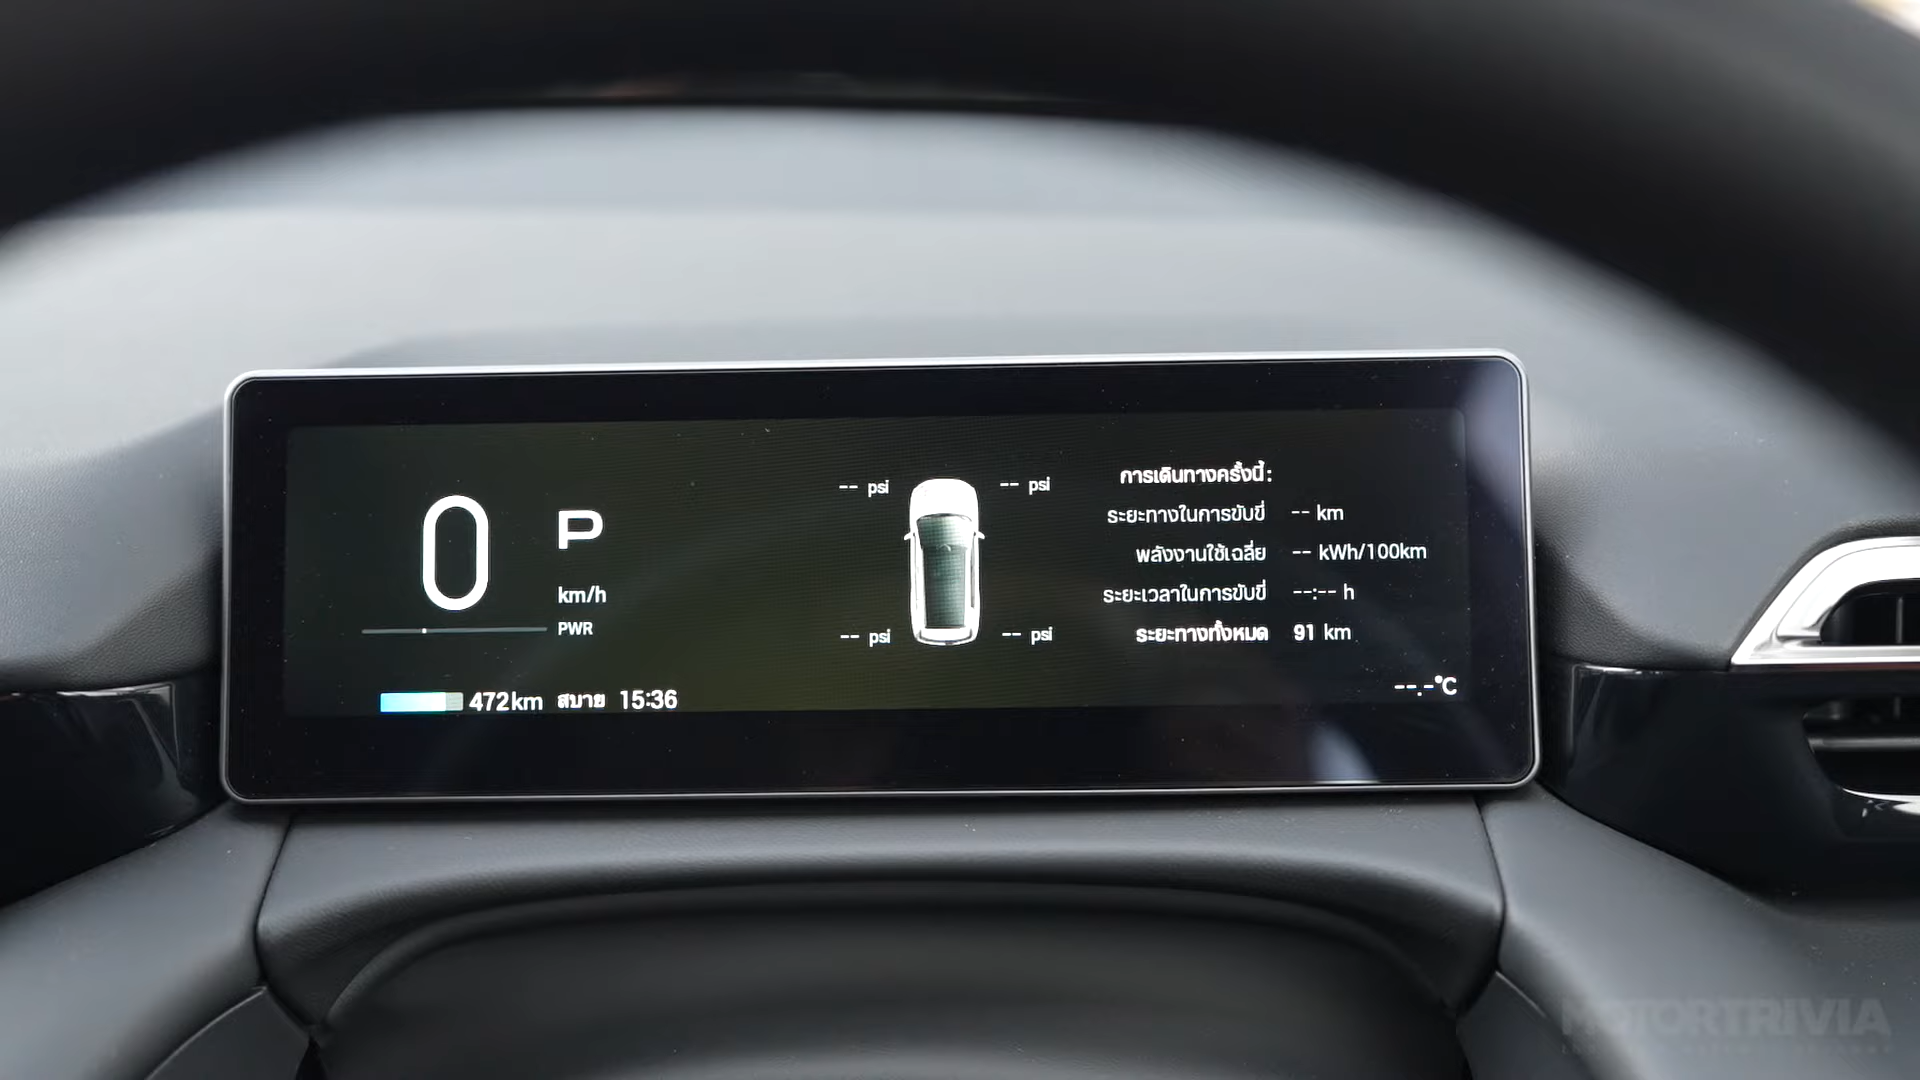 0 P
km/h
PWR
472km สบาย 15:36
-- psi -- psi
-- psi -- psi
การเดินทางครั้งนี้:
ระยะทางในการขับขี่ -- km
พลังงานใช้เฉลี่ย -- kWh/100km
ระยะเวลาในการขับขี่ --:-- h
ระยะทางทั้งหมด 91 km
--.-°C
MOTORTRIVIA